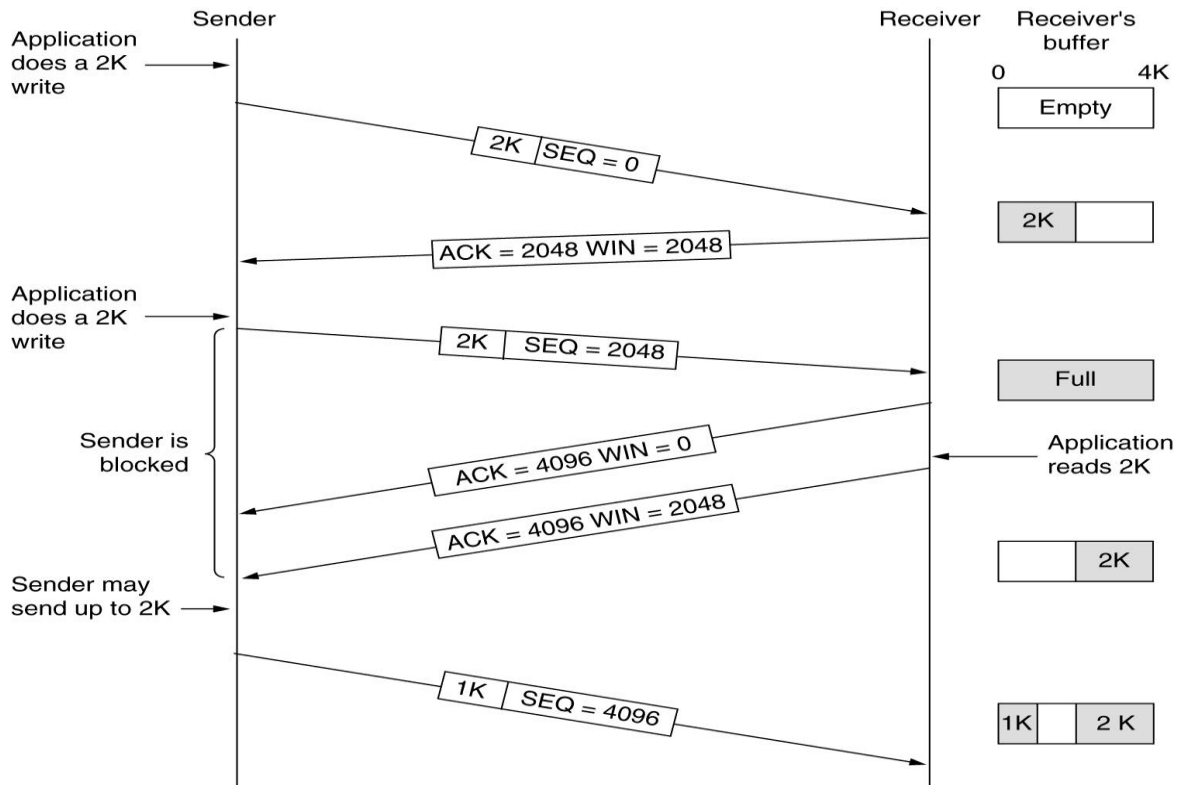 Sender
Receiver
Receiver's
buffer
Application
does a 2K
write
0
4K
Empty
2K
SEQ = 0
2K
ACK = 2048 WIN = 2048
Application
does a 2K
write
2K
SEQ = 2048
Full
Sender is
blocked
ACK = 4096 WIN = 0
Application
reads 2K
ACK = 4096 WIN = 2048
2K
Sender may
send up to 2K
1K
SEQ = 4096
1K
2 K